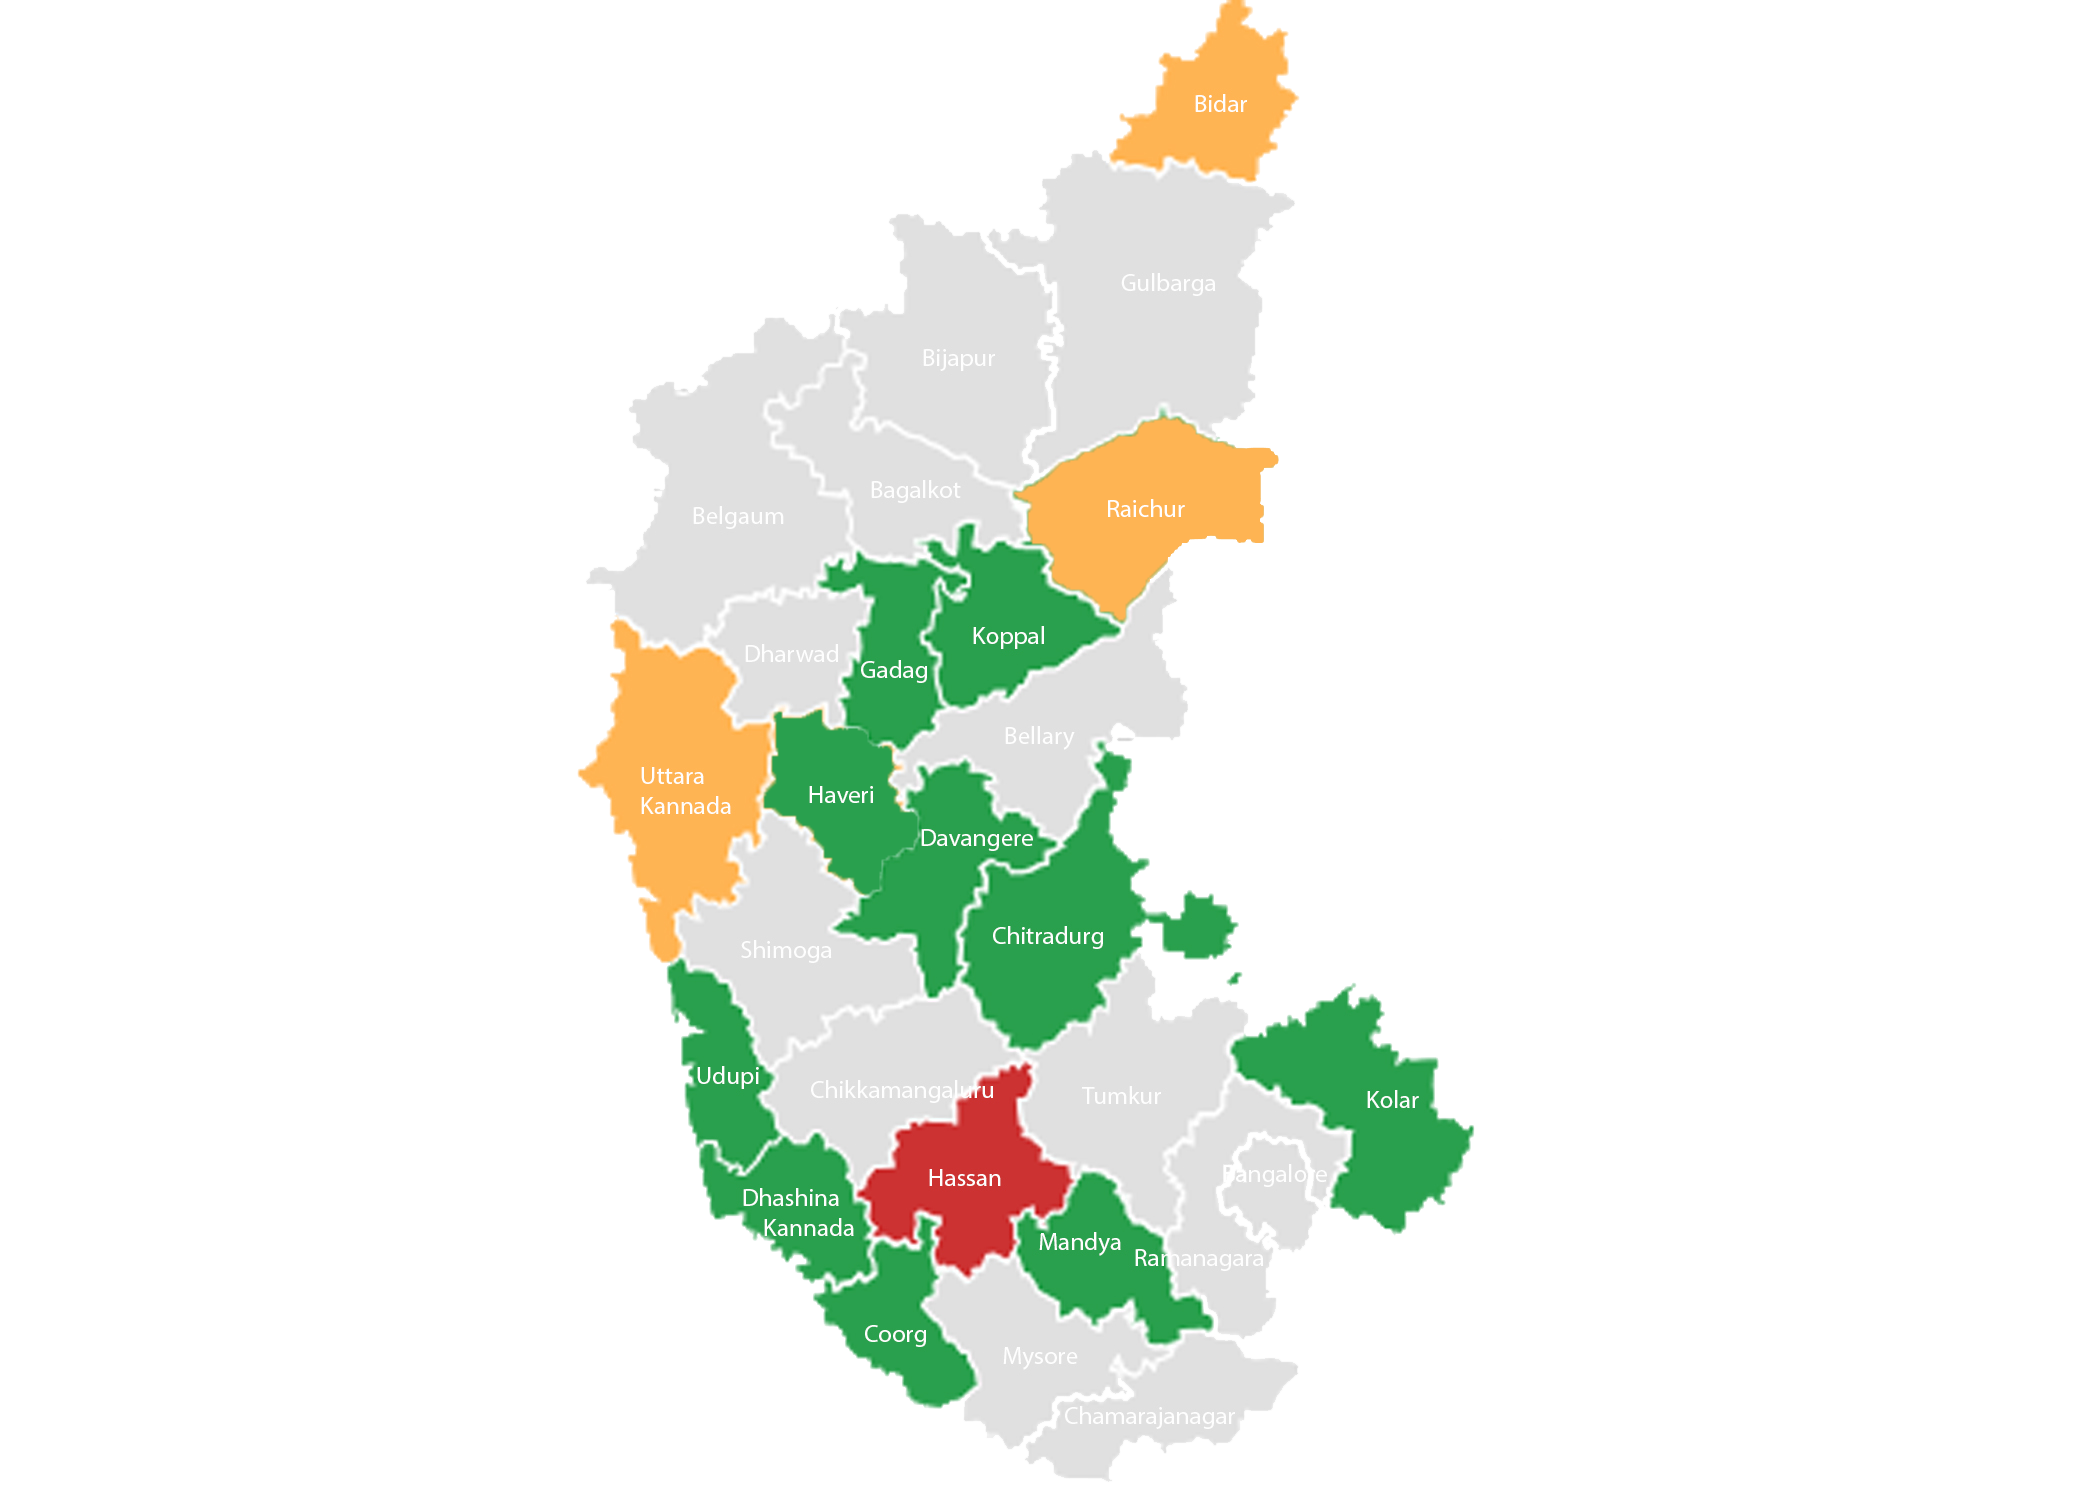 Bidar
Gulbarga
Bijapur
Bagalkot
Raichur
Belgaum
Koppal
Dharwad
Gadag
Bellary
Uttara
Kannada
Haveri
Davangere
Chitradurg
Shimoga
Udupi
Chikkamangaluru
Tumkur
Kolar
Hassan
Bangalore
Dhashina
Kannada
Mandya
Ramanagara
Coorg
Mysore
Chamarajanagar